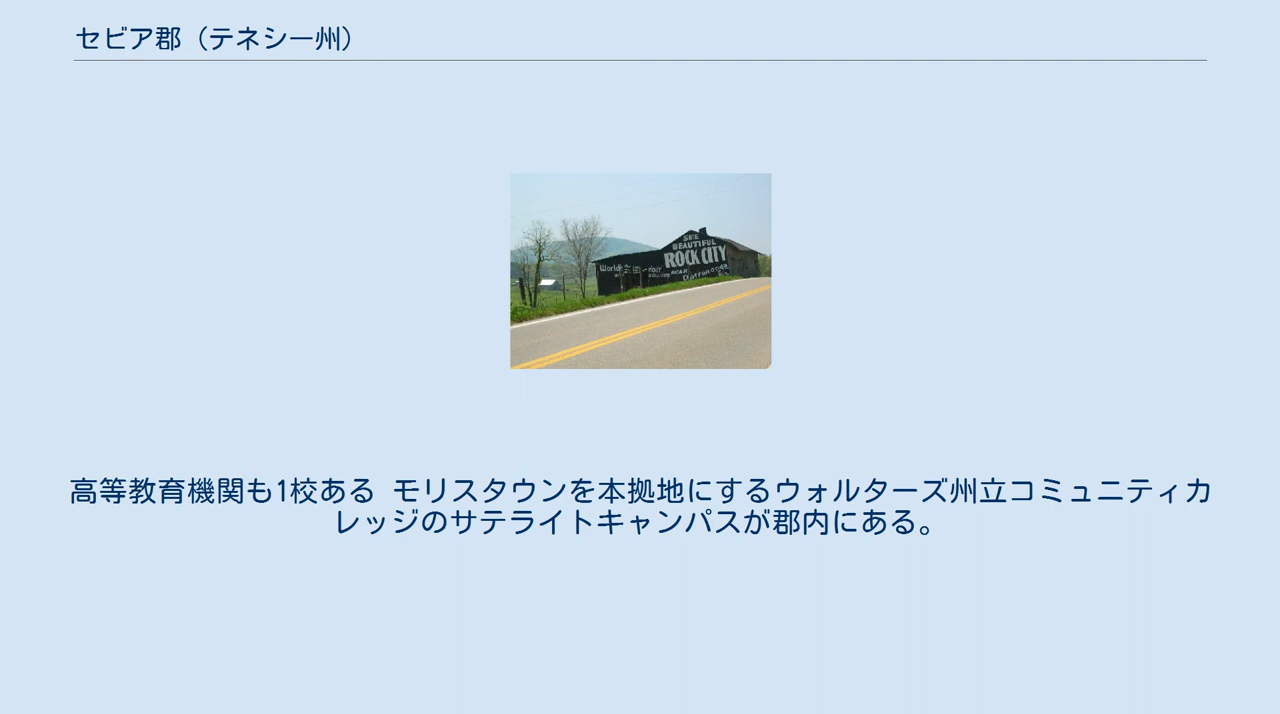 セビア郡（テネシー州）
SEE
BEAUTIFUL
ROCK CITY
高等教育機関も1校ある モリスタウンを本拠地にするウォルターズ州立コミュニティカ
レッジのサテライトキャンパスが郡内にある。